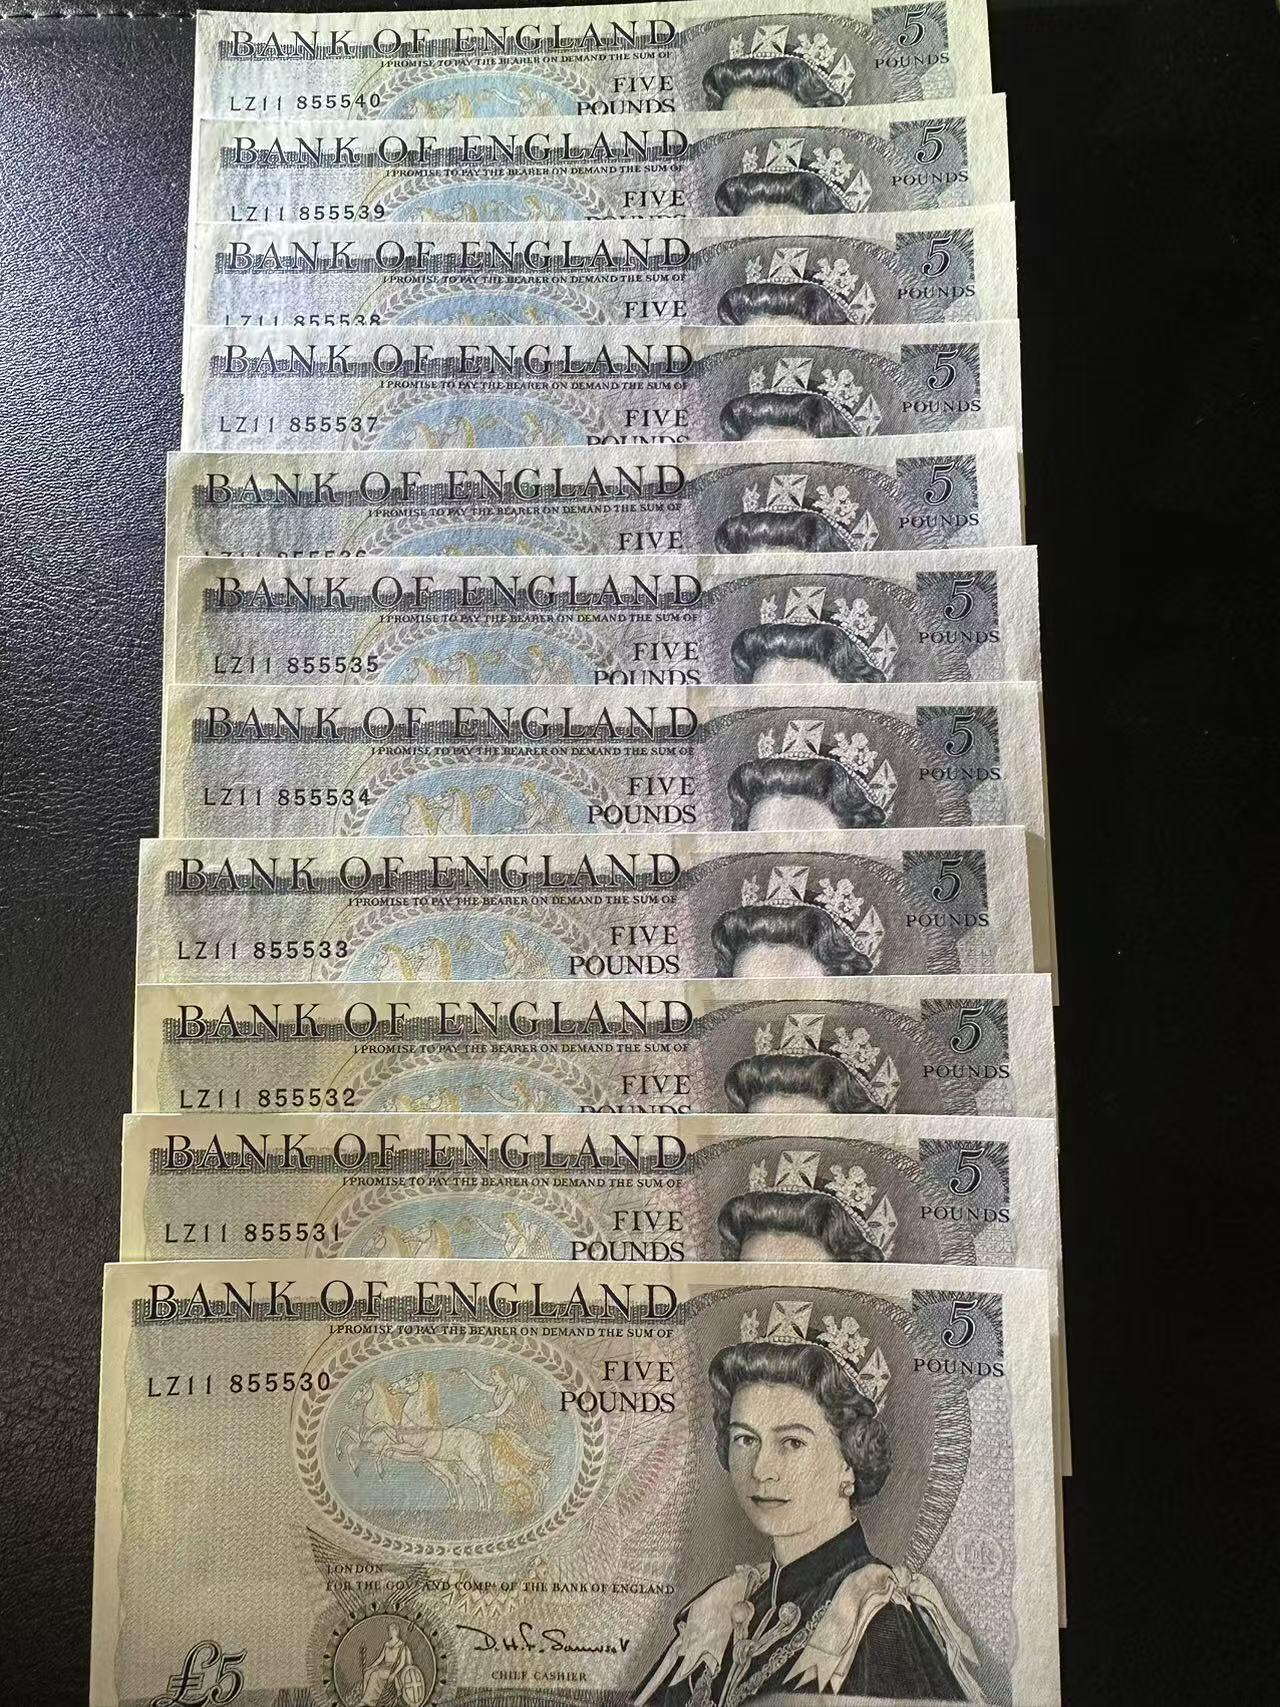 BANK OF ENGLAND
I PROMISE TO PAY THE BEARER ON DEMAND THE SUM OF
5
POUNDS
FIVE
POUNDS
LZ11 855540
BANK OF ENGLAND
I PROMISE TO PAY THE BEARER ON DEMAND THE SUM OF
5
POUNDS
FIVE
POUNDS
LZ11 855539
BANK OF ENGLAND
I PROMISE TO PAY THE BEARER ON DEMAND THE SUM OF
5
POUNDS
FIVE
LZ11 855538
BANK OF ENGLAND
I PROMISE TO PAY THE BEARER ON DEMAND THE SUM OF
5
POUNDS
FIVE
POUNDS
LZ11 855537
BANK OF ENGLAND
I PROMISE TO PAY THE BEARER ON DEMAND THE SUM OF
5
POUNDS
FIVE
LZ11 855536
BANK OF ENGLAND
I PROMISE TO PAY THE BEARER ON DEMAND THE SUM OF
5
POUNDS
FIVE
POUNDS
LZ11 855535
BANK OF ENGLAND
I PROMISE TO PAY THE BEARER ON DEMAND THE SUM OF
5
POUNDS
FIVE
POUNDS
LZ11 855534
BANK OF ENGLAND
I PROMISE TO PAY THE BEARER ON DEMAND THE SUM OF
5
POUNDS
FIVE
POUNDS
LZ11 855533
BANK OF ENGLAND
I PROMISE TO PAY THE BEARER ON DEMAND THE SUM OF
5
POUNDS
FIVE
POUNDS
LZ11 855532
BANK OF ENGLAND
I PROMISE TO PAY THE BEARER ON DEMAND THE SUM OF
5
POUNDS
FIVE
POUNDS
LZ11 855531
BANK OF ENGLAND
I PROMISE TO PAY THE BEARER ON DEMAND THE SUM OF
5
POUNDS
FIVE
POUNDS
LZ11 855530
LONDON
FOR THE GOVR AND COMPA OF THE BANK OF ENGLAND
D.H.F. Somerset
CHIEF CASHIER
£5